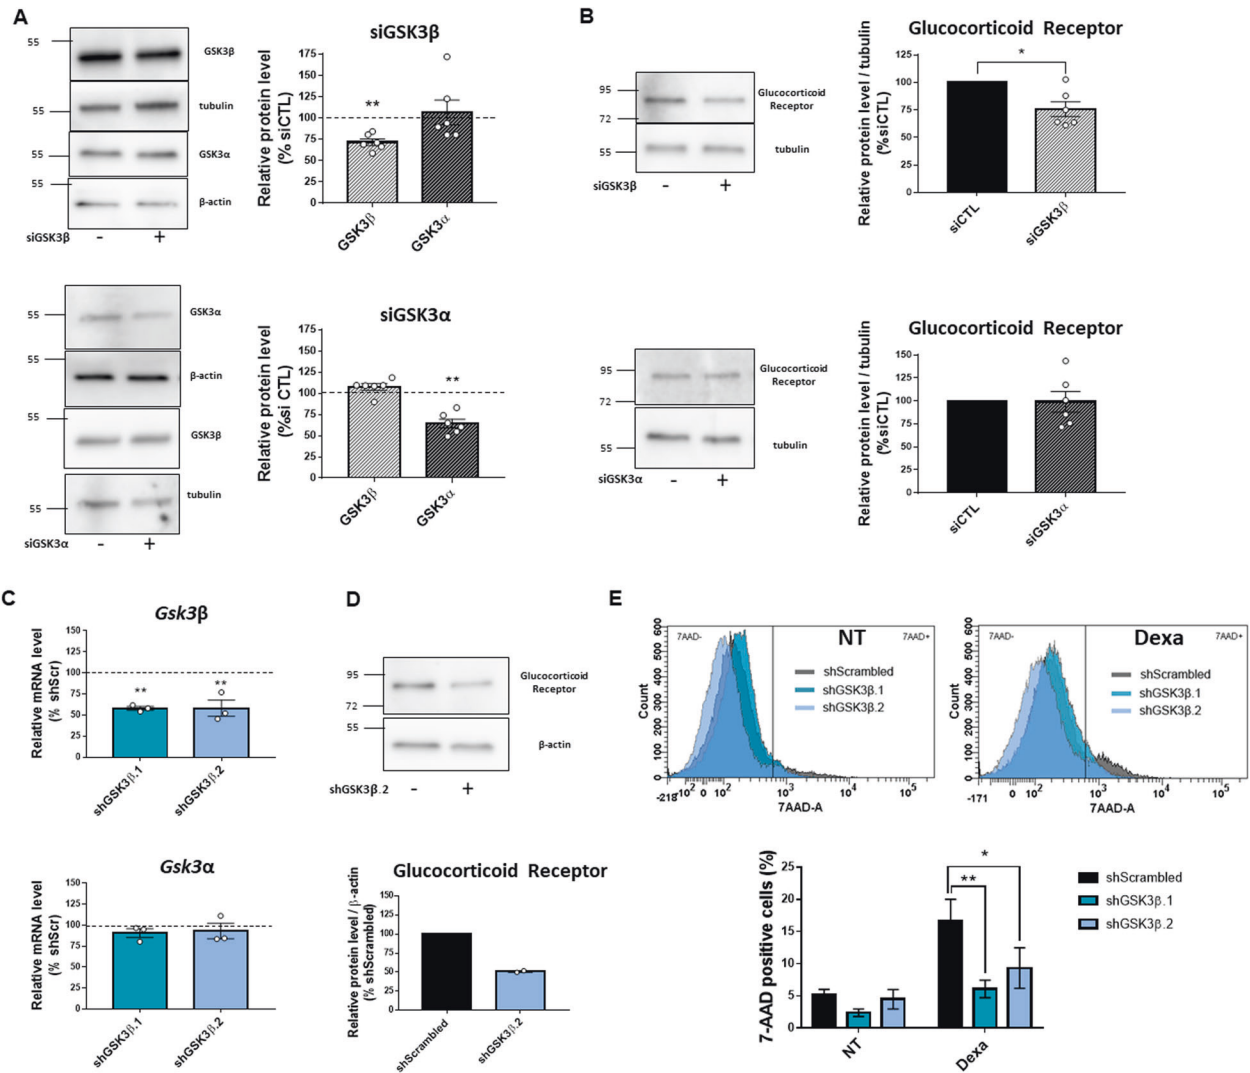 A
55
GSK3β
55
tubulin
55
GSK3α
55
β-actin
siGSK3β
-
+
siGSK3β
Relative protein level
(% siCTL)
175
150
125
100
75
50
25
0
**
GSK3β
GSK3α
55
GSK3α
55
β-actin
55
GSK3β
tubulin
55
siGSK3α
-
+
siGSK3α
Relative protein level
(%si CTL)
175
150
125
100
75
50
25
0
**
GSK3β
GSK3α
B
95
Glucocorticoid
Receptor
72
55
tubulin
siGSK3β
-
+
Glucocorticoid Receptor
Relative protein level / tubulin
(%siCTL)
125
100
75
50
25
0
*
siCTL
siGSK3β
95
Glucocorticoid
Receptor
72
55
tubulin
siGSK3α
-
+
Glucocorticoid Receptor
Relative protein level / tubulin
(%siCTL)
150
125
100
75
50
25
0
siCTL
siGSK3α
C
Gsk3β
Relative mRNA level
(% shScr)
150
125
100
75
50
25
0
**
**
shGSK3β.1
shGSK3β.2
Gsk3α
Relative mRNA level
(% shScr)
150
125
100
75
50
25
0
shGSK3β.1
shGSK3β.2
D
95
Glucocorticoid
Receptor
72
55
β-actin
shGSK3β.2
-
+
Glucocorticoid Receptor
Relative protein level / β-actin
(% shScrambled)
150
125
100
75
50
25
0
shScrambled
shGSK3β.2
E
Count
600
500
400
300
200
100
0
7AAD-
NT
7AAD+
shScrambled
shGSK3β.1
shGSK3β.2
-218
-10²
0
10²
10³
10⁴
10⁵
7AAD-A
Count
600
500
400
300
200
100
0
7AAD-
Dexa
7AAD+
shScrambled
shGSK3β.1
shGSK3β.2
-171
0
10²
10³
10⁴
10⁵
7AAD-A
7-AAD positive cells (%)
25
20
15
10
5
0
*
**
NT
Dexa
shScrambled
shGSK3β.1
shGSK3β.2